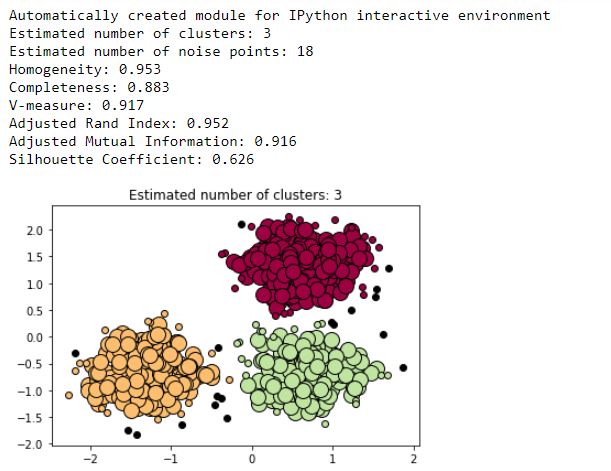 Automatically created module for IPython interactive environment
Estimated number of clusters: 3
Estimated number of noise points: 18
Homogeneity: 0.953
Completeness: 0.883
V-measure: 0.917
Adjusted Rand Index: 0.952
Adjusted Mutual Information: 0.916
Silhouette Coefficient: 0.626
Estimated number of clusters: 3
2.0
1.5
1.0
0.5
0.0
−0.5
−1.0
−1.5
−2.0
−2 −1 0 1 2